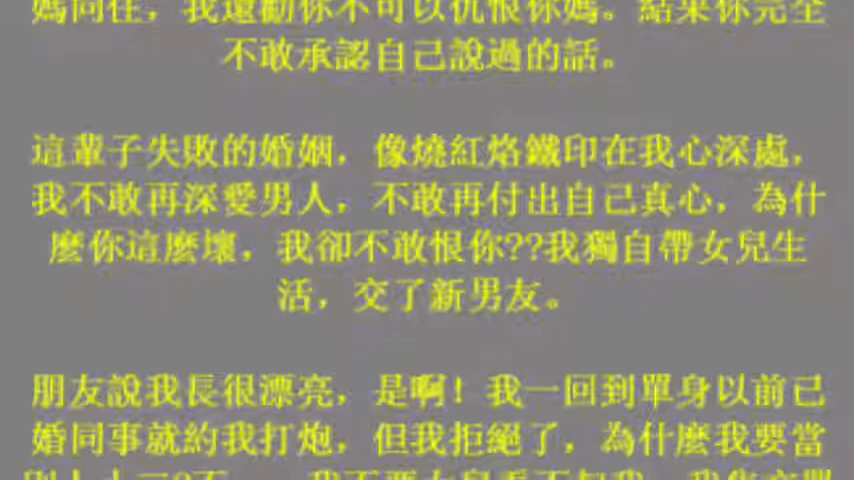 媽同住，我還勸你不可以仇恨你媽。結果你完全
不敢承認自己說過的話。
這輩子失敗的婚姻，像燒紅烙鐵印在我心深處，
我不敢再深愛男人，不敢再付出自己真心，為什
麼你這麼壞，我卻不敢恨你??我獨自帶女兒生
活，交了新男友。
朋友說我長很漂亮，是啊！我一回到單身以前已
婚同事就約我打炮，但我拒絕了，為什麼我要當